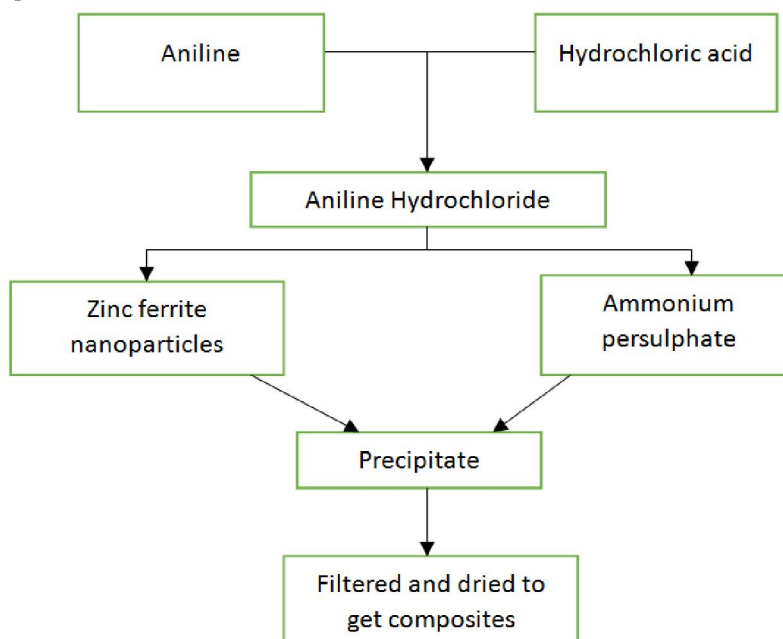 Aniline
Hydrochloric acid
Aniline Hydrochloride
Zinc ferrite
nanoparticles
Ammonium
persulphate
Precipitate
Filtered and dried to
get composites